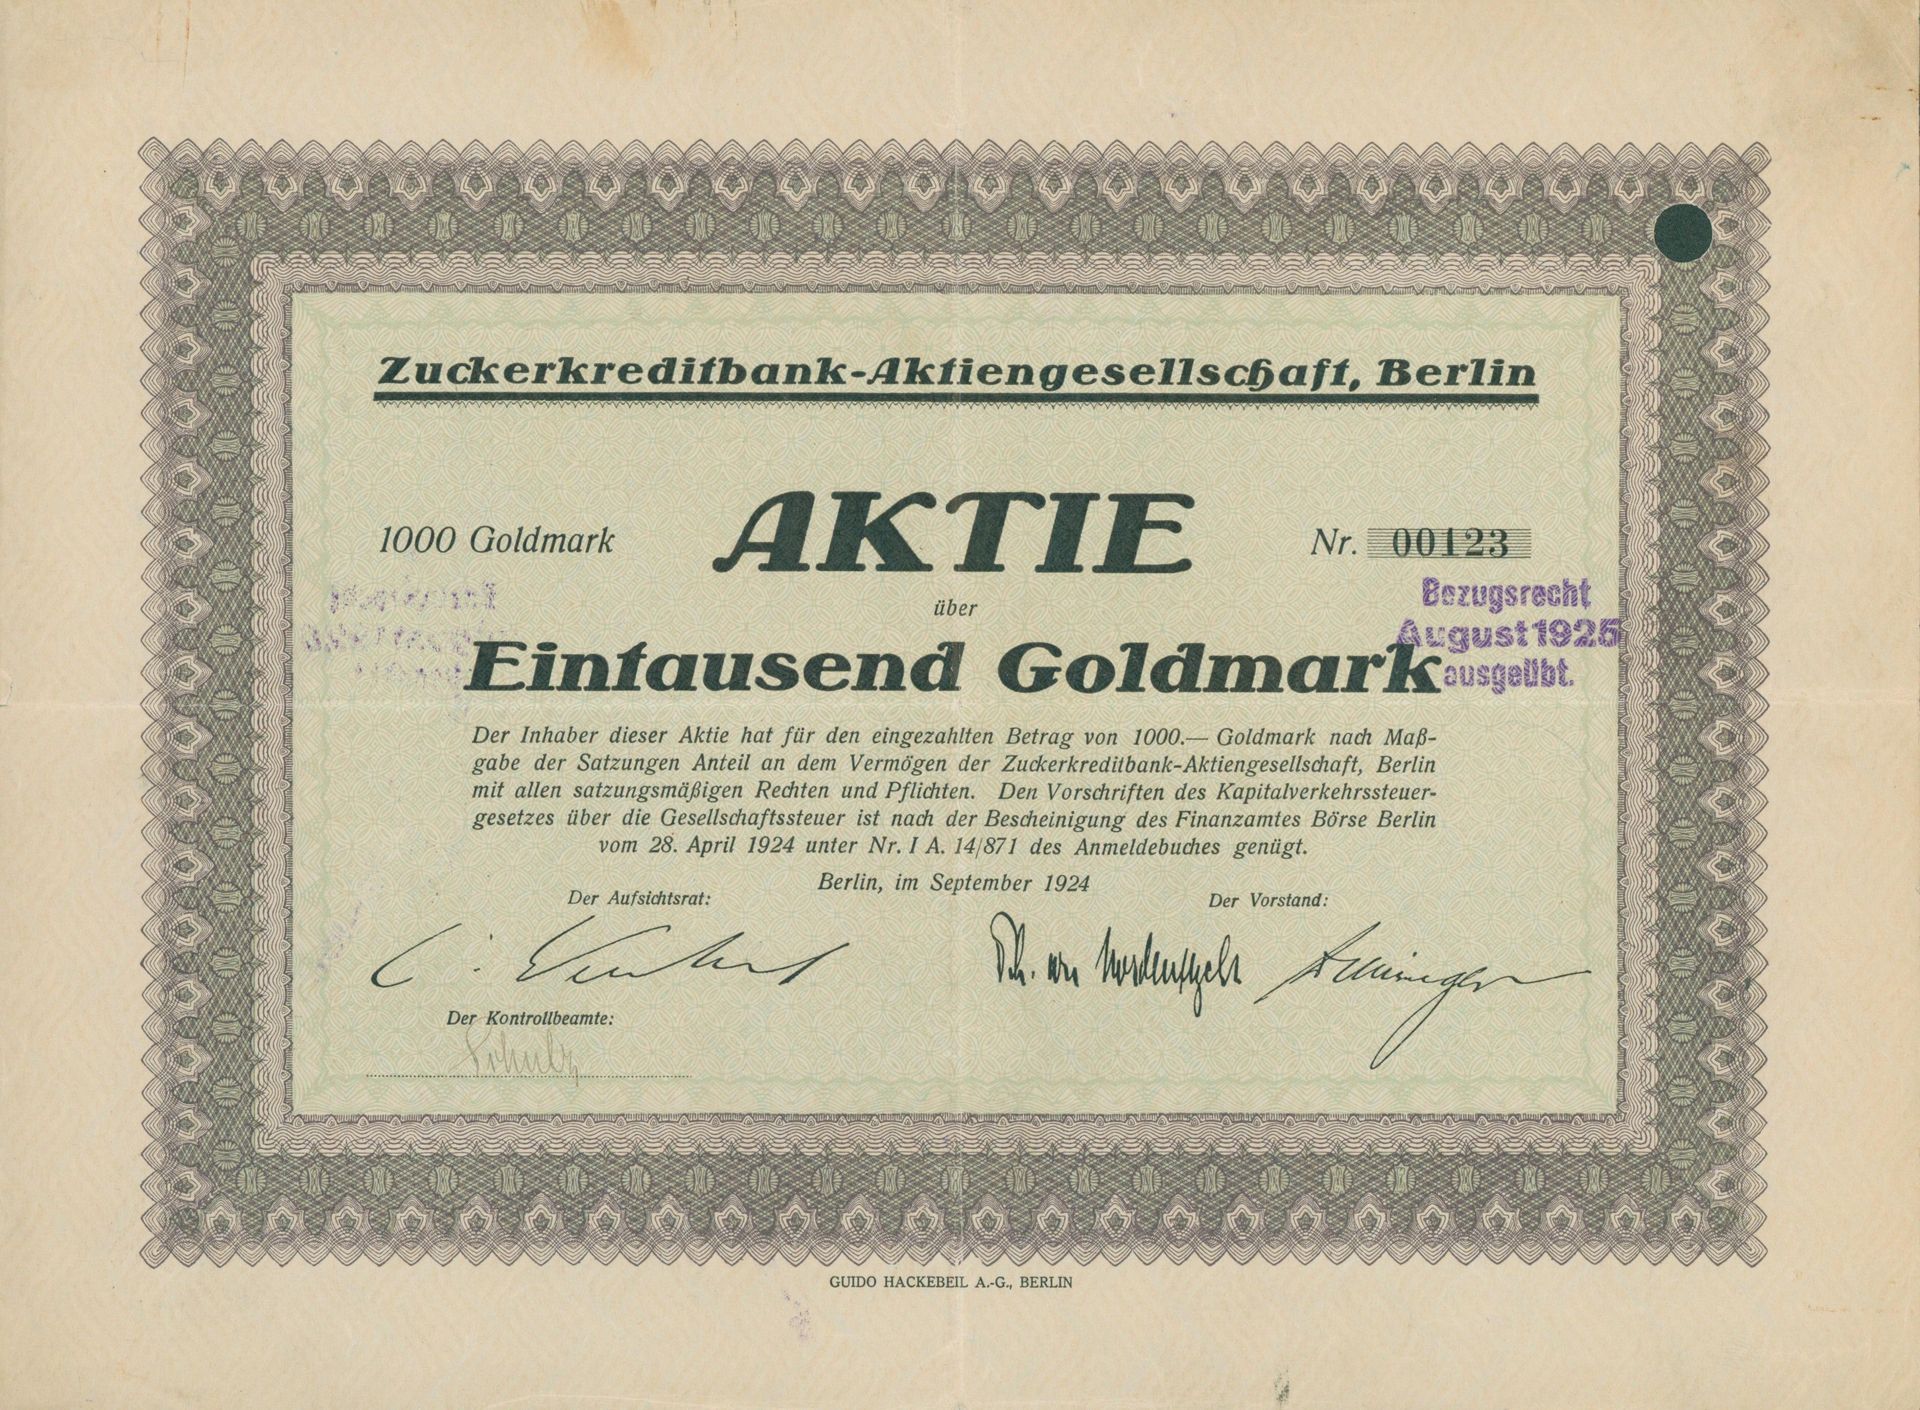 Zuckerkreditbank-Aktiengesellschaft, Berlin
1000 Goldmark
AKTIE
Nr. 00123
über
Eintausend Goldmark
Bezugsrecht
August 1925
ausgeübt.
Der Inhaber dieser Aktie hat für den eingezahlten Betrag von 1000.— Goldmark nach Maß-
gabe der Satzungen Anteil an dem Vermögen der Zuckerkreditbank-Aktiengesellschaft, Berlin
mit allen satzungsmäßigen Rechten und Pflichten. Den Vorschriften des Kapitalverkehrssteuer-
gesetzes über die Gesellschaftssteuer ist nach der Bescheinigung des Finanzamtes Börse Berlin
vom 28. April 1924 unter Nr. I A. 14/871 des Anmeldebuches genügt.
Berlin, im September 1924
Der Aufsichtsrat:
Der Vorstand:
Der Kontrollbeamte:
Schulz
GUIDO HACKEBEIL A.-G., BERLIN